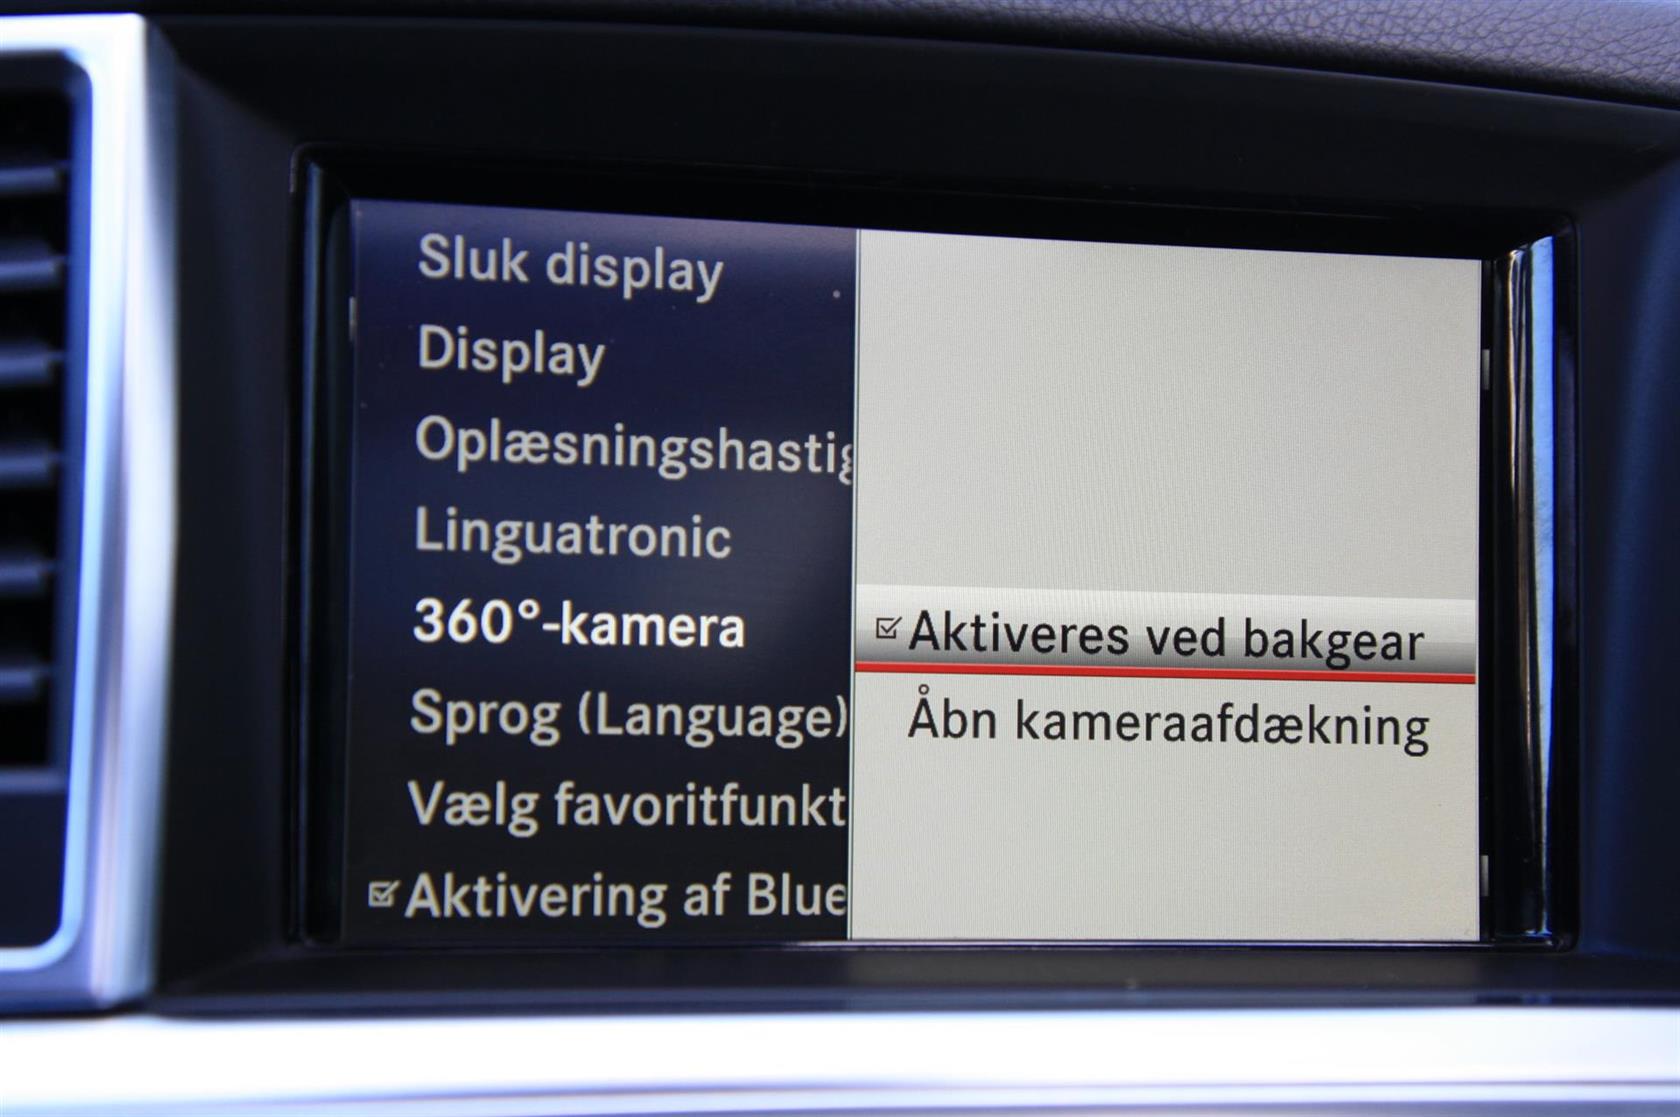 Sluk display
Display
Oplæsningshastig
Linguatronic
360°-kamera
Sprog (Language)
Vælg favoritfunkt
Aktivering af Blue
Aktiveres ved bakgear
Åbn kameraafdækning